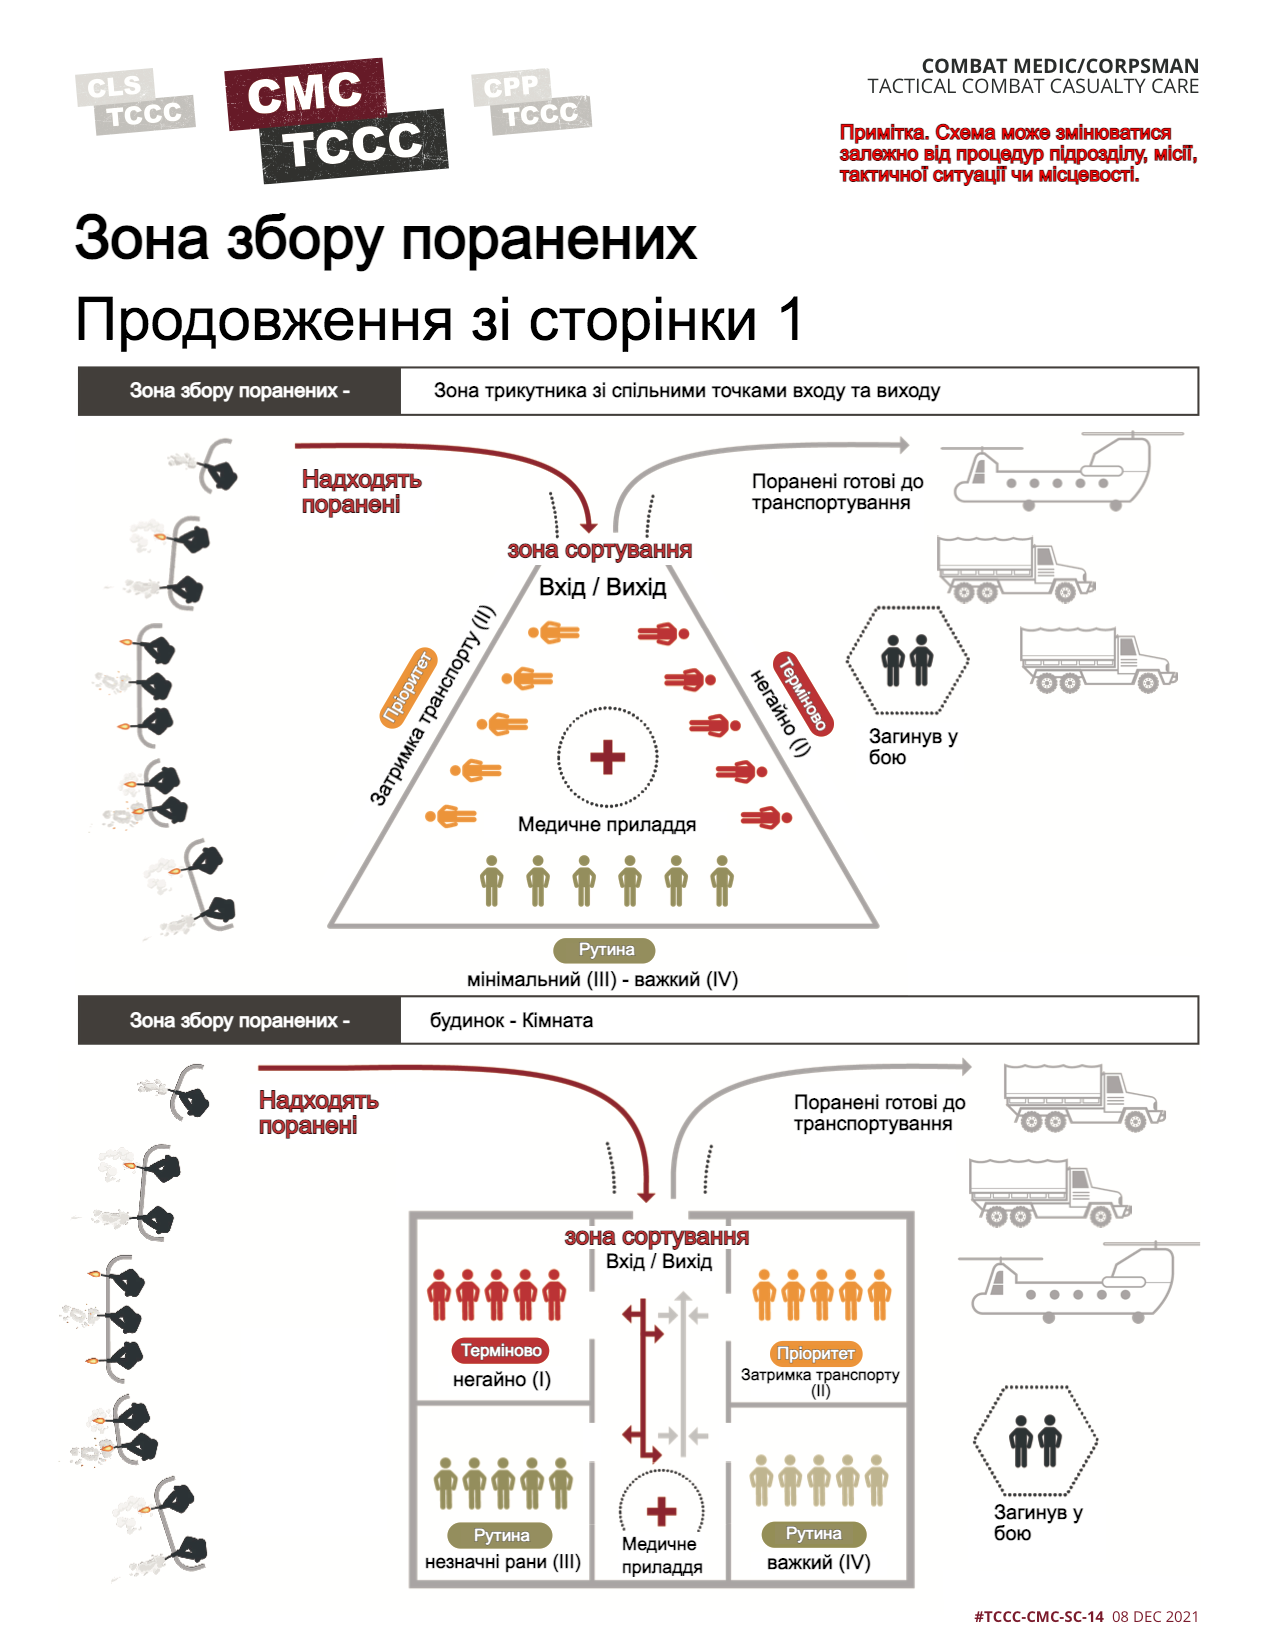 CLS
TCCC
CMC
TCCC
CPP
TCCC
COMBAT MEDIC/CORPSMAN
TACTICAL COMBAT CASUALTY CARE
Примітка. Схема може змінюватися
залежно від процедур підрозділу, місії,
тактичної ситуації чи місцевості.
Зона збору поранених
Продовження зі сторінки 1
Зона збору поранених -
Зона трикутника зі спільними точками входу та виходу
Надходять
поранені
Поранені готові до
транспортування
зона сортування
Вхід / Вихід
Пріоритет
Затримка транспорту (II)
Терміново
негайно (I)
Загинув у
бою
Медичне приладдя
Рутина
мінімальний (III) - важкий (IV)
Зона збору поранених -
будинок - Кімната
Надходять
поранені
Поранені готові до
транспортування
зона сортування
Вхід / Вихід
Терміново
негайно (I)
Пріоритет
Затримка транспорту
(II)
Рутина
незначні рани (III)
Медичне
приладдя
Рутина
важкий (IV)
Загинув у
бою
#TCCC-CMC-SC-14 08 DEC 2021